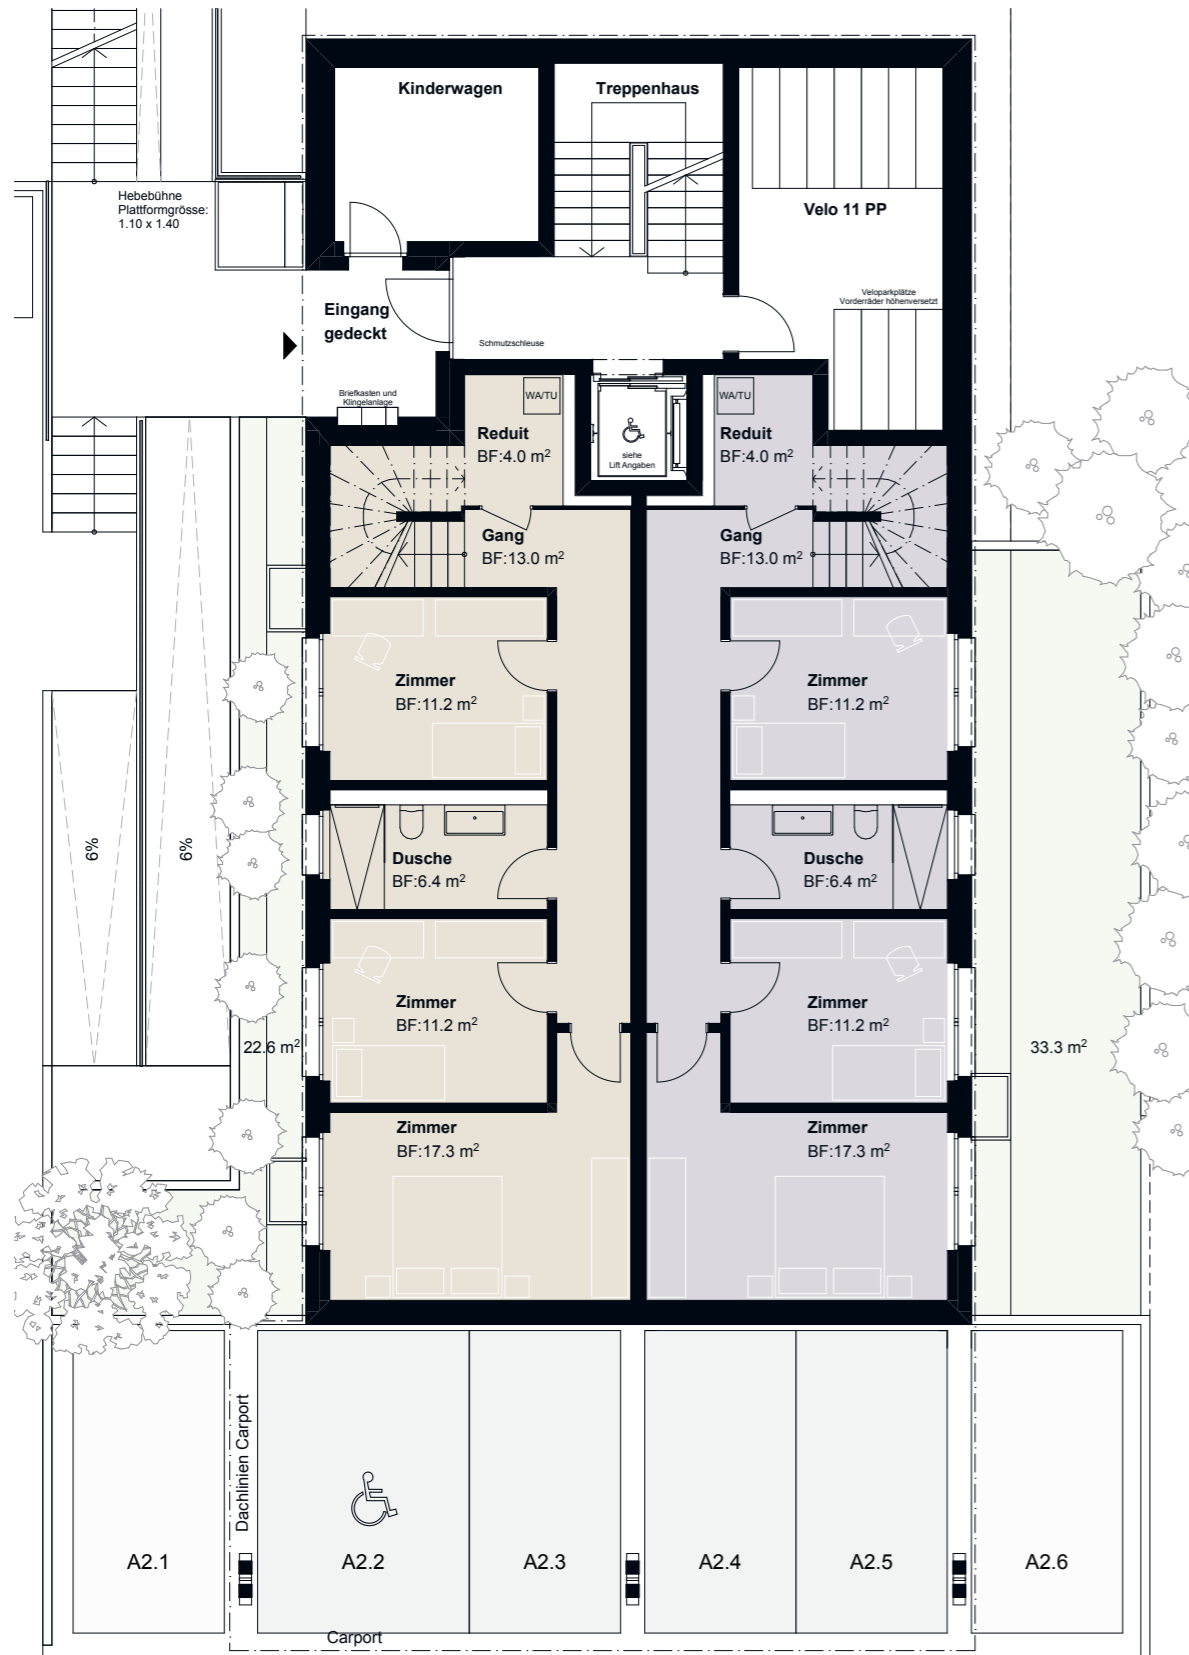 Kinderwagen
Treppenhaus
Hebebühne
Plattformgrösse:
1.10 x 1.40
Velo 11 PP
Eingang
gedeckt
Veloparkplätze
Vorderräder höhenversetzt
Schmutzschleuse
Briefkasten und
Klingelanlage
WA/TU
WA/TU
Reduit
BF:4.0 m²
siehe
Lift Angaben
Reduit
BF:4.0 m²
Gang
BF:13.0 m²
Gang
BF:13.0 m²
Zimmer
BF:11.2 m²
Zimmer
BF:11.2 m²
6%
6%
Dusche
BF:6.4 m²
Dusche
BF:6.4 m²
Zimmer
BF:11.2 m²
Zimmer
BF:11.2 m²
22.6 m²
33.3 m²
Zimmer
BF:17.3 m²
Zimmer
BF:17.3 m²
Dachlinien Carport
A2.1
A2.2
A2.3
A2.4
A2.5
A2.6
Carport